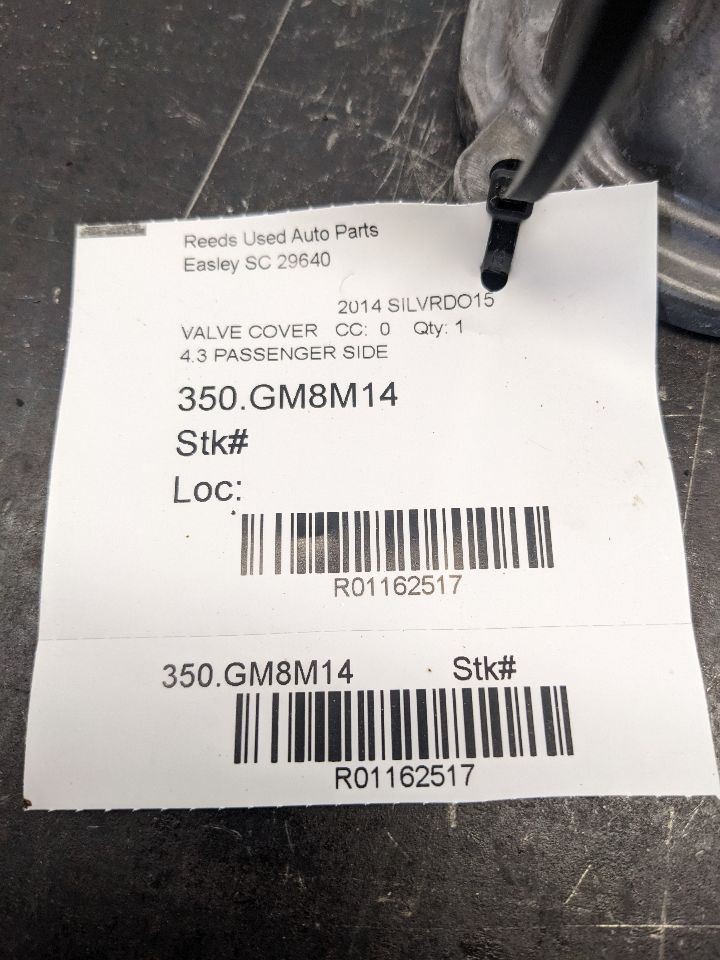 Reeds Used Auto Parts
Easley SC 29640
2014 SILVRDO15
VALVE COVER CC: 0 Qty: 1
4.3 PASSENGER SIDE
350.GM8M14
Stk#
Loc:
R01162517
350.GM8M14 Stk#
R01162517